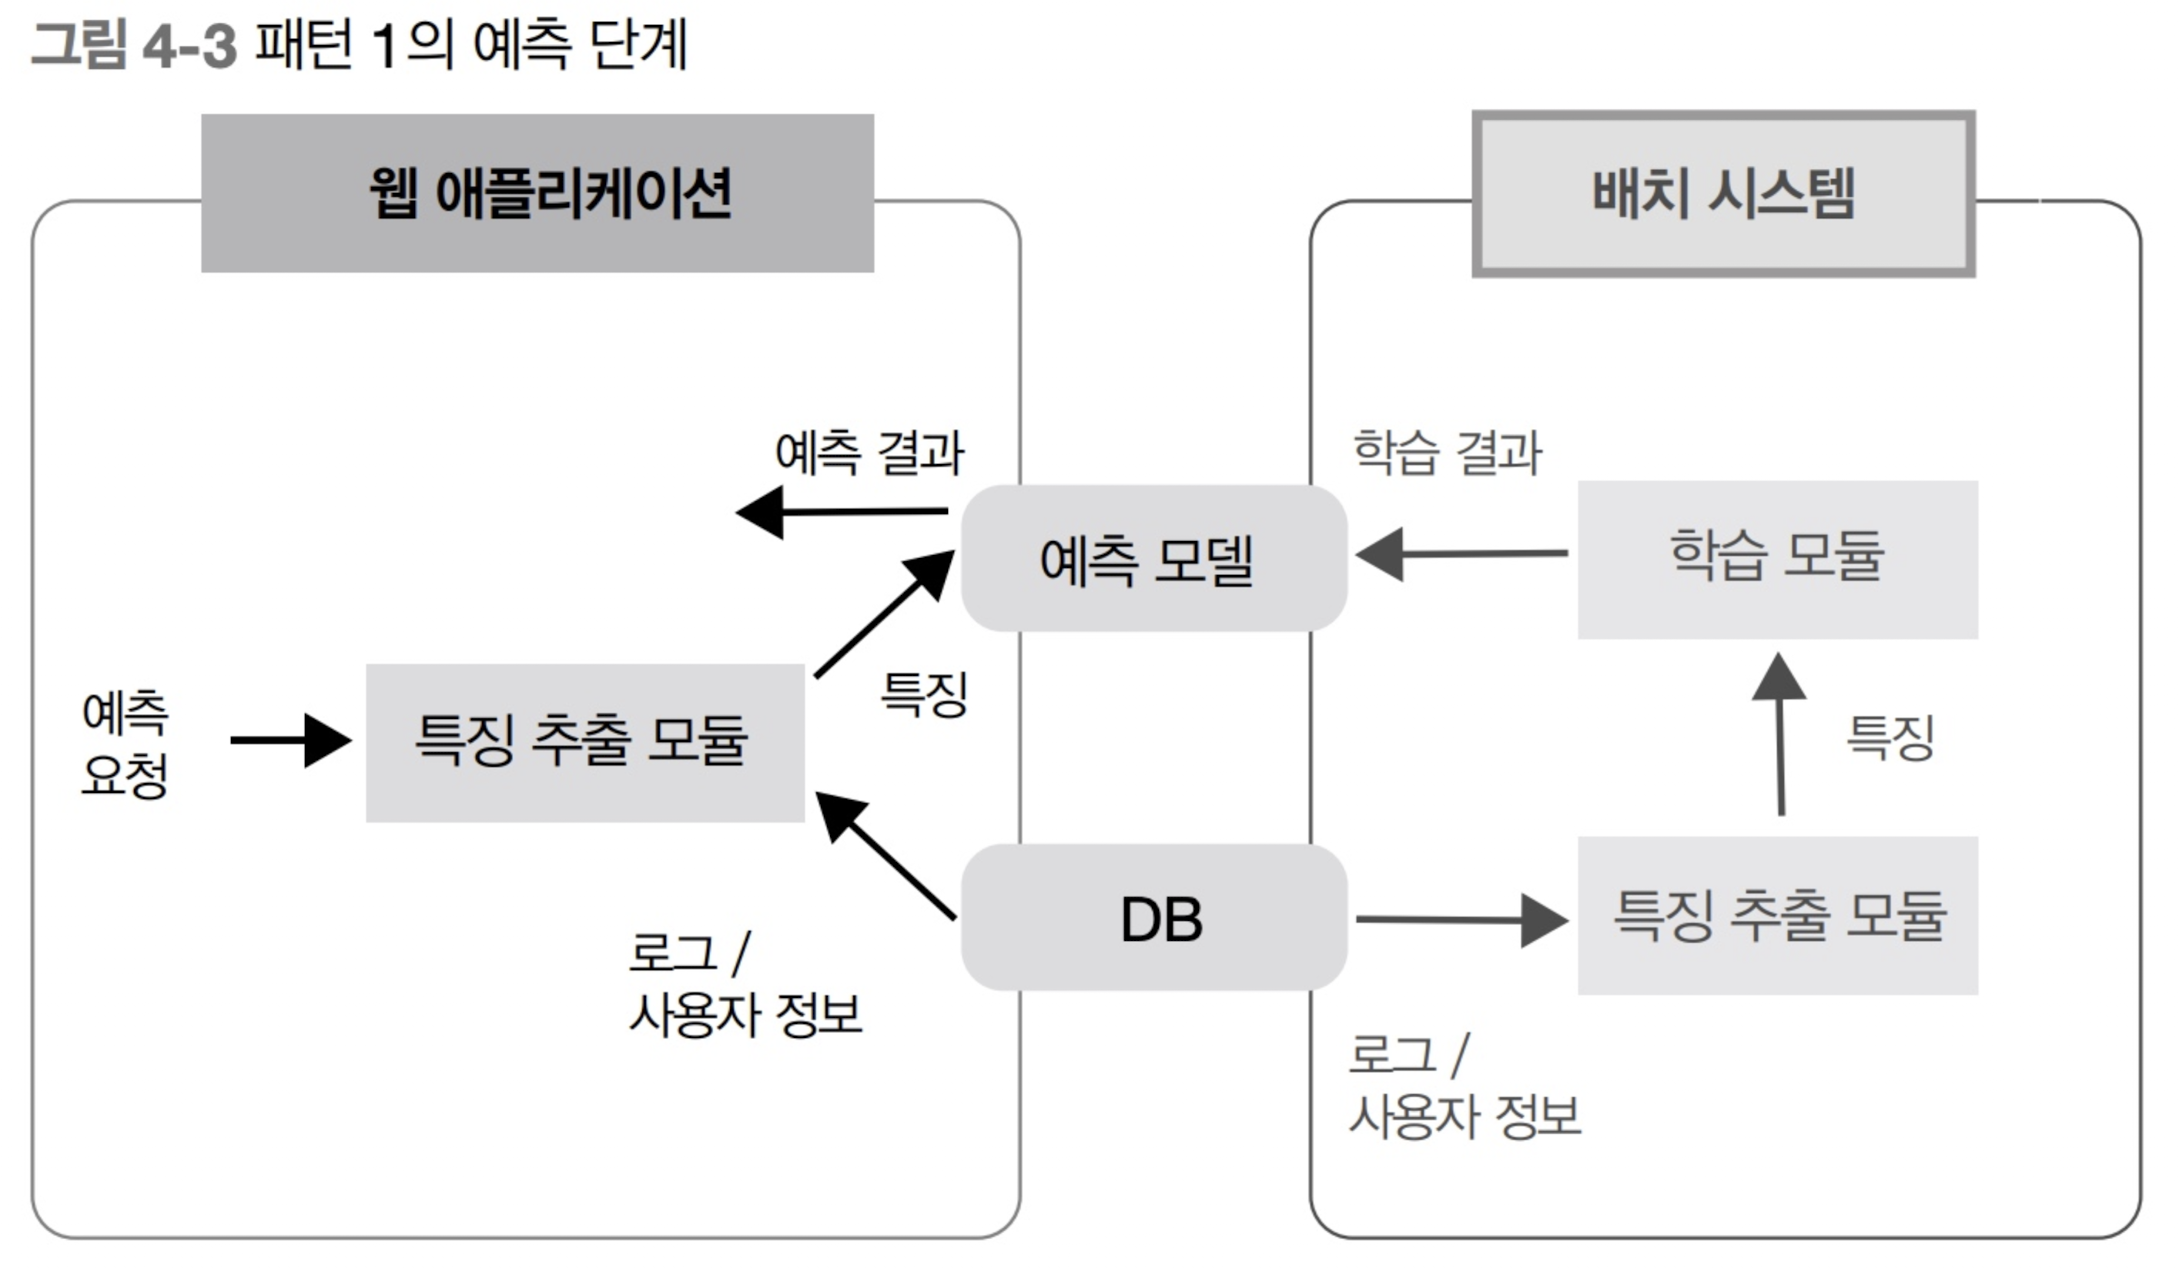 그림 4-3 패턴 1의 예측 단계
웹 애플리케이션
배치 시스템
예측 결과
학습 결과
예측 모델
학습 모듈
예측
요청
특징 추출 모듈
특징
특징
DB
특징 추출 모듈
로그 /
사용자 정보
로그 /
사용자 정보